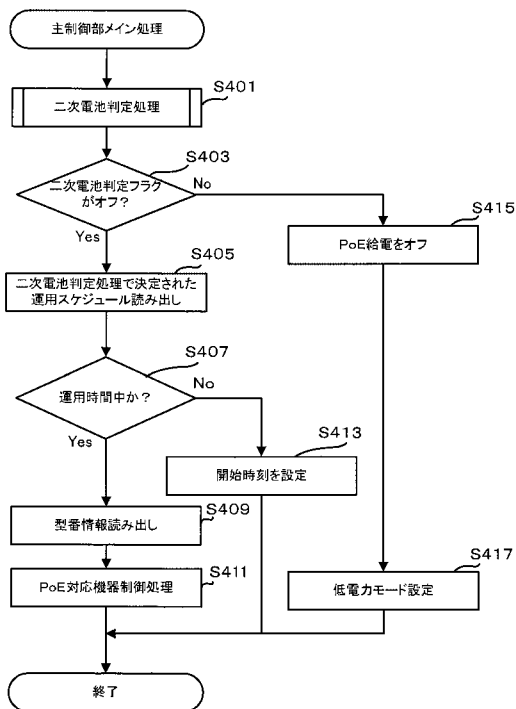 主制御部メイン処理
S401
二次電池判定処理
S403
二次電池判定フラグ
がオフ？
No
Yes
S415
PoE給電をオフ
S405
二次電池判定処理で決定された
運用スケジュール読み出し
S407
運用時間中か？
No
Yes
S413
開始時刻を設定
S409
型番情報読み出し
S411
PoE対応機器制御処理
S417
低電力モード設定
終了